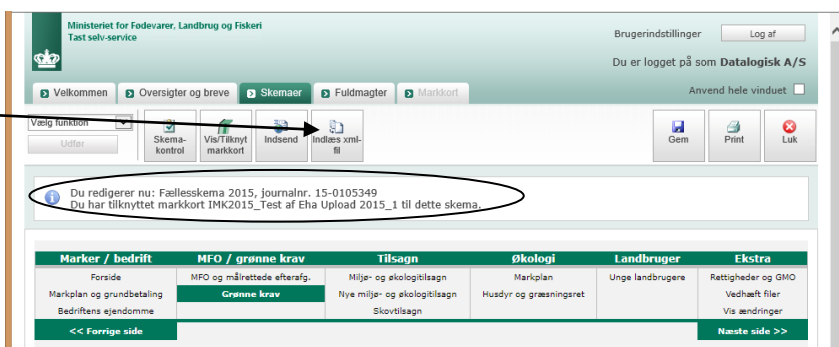 Ministeriet for Fødevarer, Landbrug og Fiskeri
Tast selv-service
Brugerindstillinger
Log af
Du er logget på som Datalogisk A/S
Velkommen
Oversigter og breve
Skemaer
Fuldmagter
Markkort
Anvend hele vinduet
Vælg funktion
Udfør
Skema-
kontrol
Vis/Tilknyt
markkort
Indsend
Indlæs xml-
fil
Gem
Print
Luk
Du redigerer nu: Fællesskema 2015, journalnr. 15-0105349
Du har tilknyttet markkort IMK2015_Test af Eha Upload 2015_1 til dette skema.
Marker / bedrift
MFO / grønne krav
Tilsagn
Økologi
Landbruger
Ekstra
Forside
MFO og målrettede efterafg.
Miljø- og økologitilsagn
Markplan
Unge landbrugere
Rettigheder og GMO
Markplan og grundbetaling
Grønne krav
Nye miljø- og økologitilsagn
Husdyr og græsningsret
Vedhæft filer
Bedriftens ejendomme
Skovtilsagn
Vis ændringer
<< Forrige side
Næste side >>